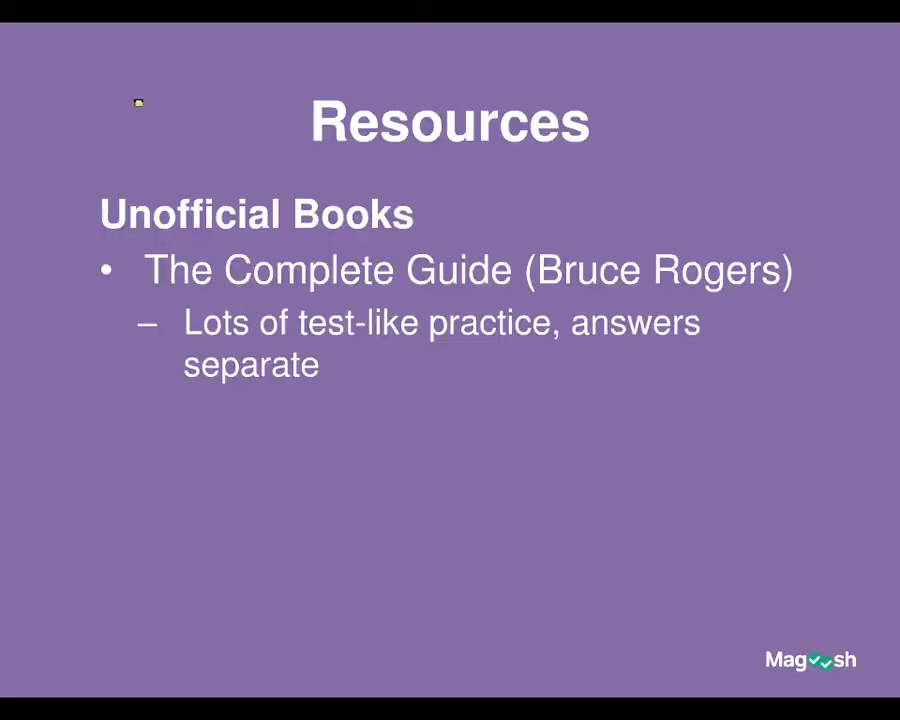 Resources
Unofficial Books
• The Complete Guide (Bruce Rogers)
– Lots of test-like practice, answers
separate
Magoosh